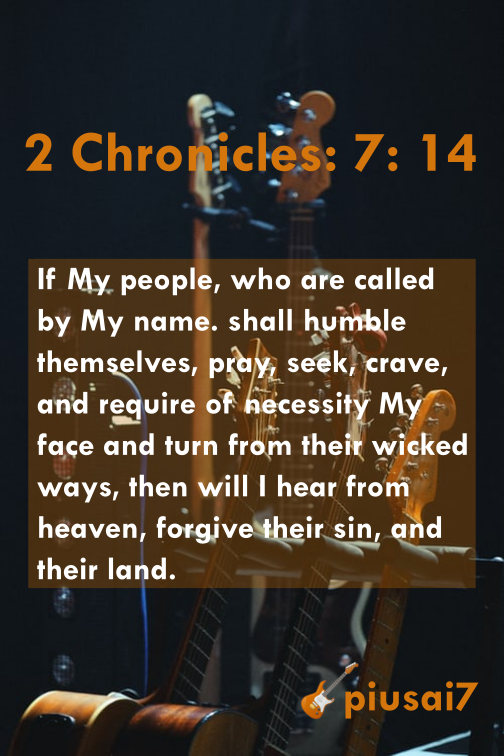 2 Chronicles: 7: 14
If My people, who are called
by My name. shall humble
themselves, pray, seek, crave,
and require of necessity My
face and turn from their wicked
ways, then will I hear from
heaven, forgive their sin, and
their land.
piusai7